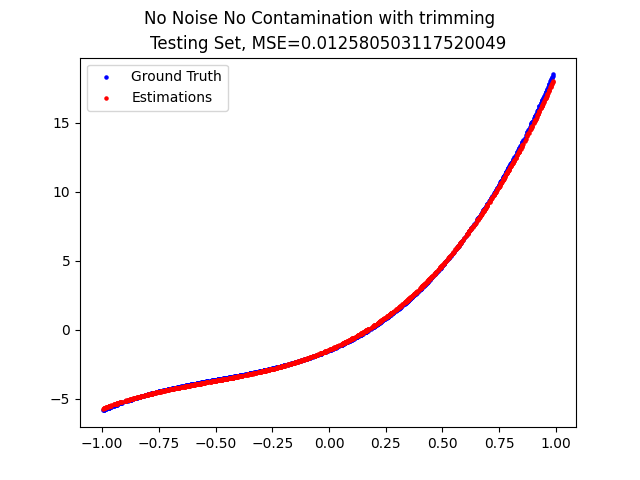 No Noise No Contamination with trimming
Testing Set, MSE=0.012580503117520049
Ground Truth
Estimations
15
10
5
0
−5
−1.00 −0.75 −0.50 −0.25 0.00 0.25 0.50 0.75 1.00